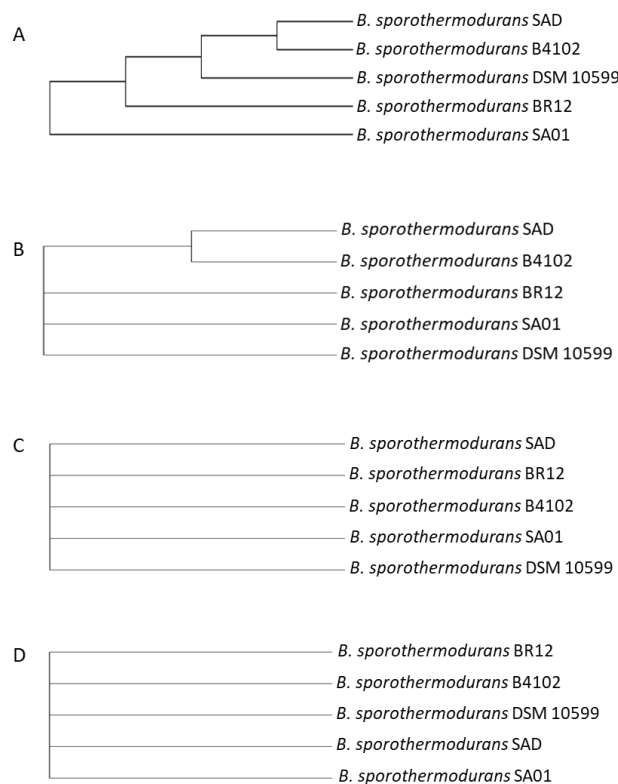 A
B. sporothermodurans SAD
B. sporothermodurans B4102
B. sporothermodurans DSM 10599
B. sporothermodurans BR12
B. sporothermodurans SA01
B
B. sporothermodurans SAD
B. sporothermodurans B4102
B. sporothermodurans BR12
B. sporothermodurans SA01
B. sporothermodurans DSM 10599
C
B. sporothermodurans SAD
B. sporothermodurans BR12
B. sporothermodurans B4102
B. sporothermodurans SA01
B. sporothermodurans DSM 10599
D
B. sporothermodurans BR12
B. sporothermodurans B4102
B. sporothermodurans DSM 10599
B. sporothermodurans SAD
B. sporothermodurans SA01